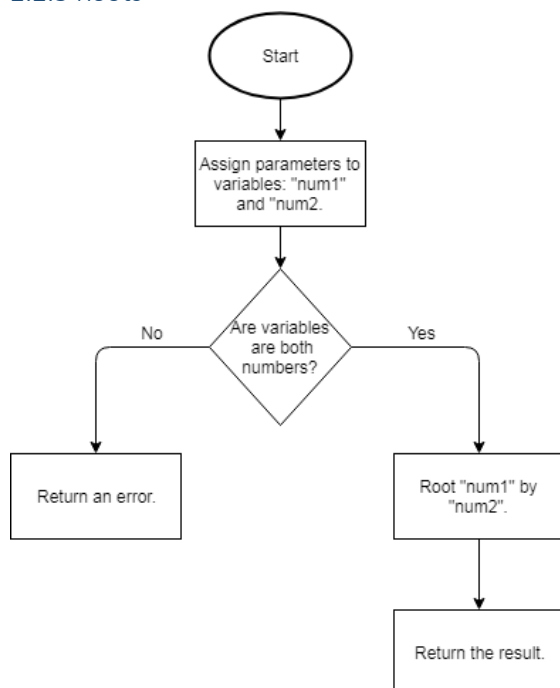 Start
Assign parameters to
variables: "num1"
and "num2.
Are variables
are both
numbers?
No
Yes
Return an error.
Root "num1" by
"num2".
Return the result.